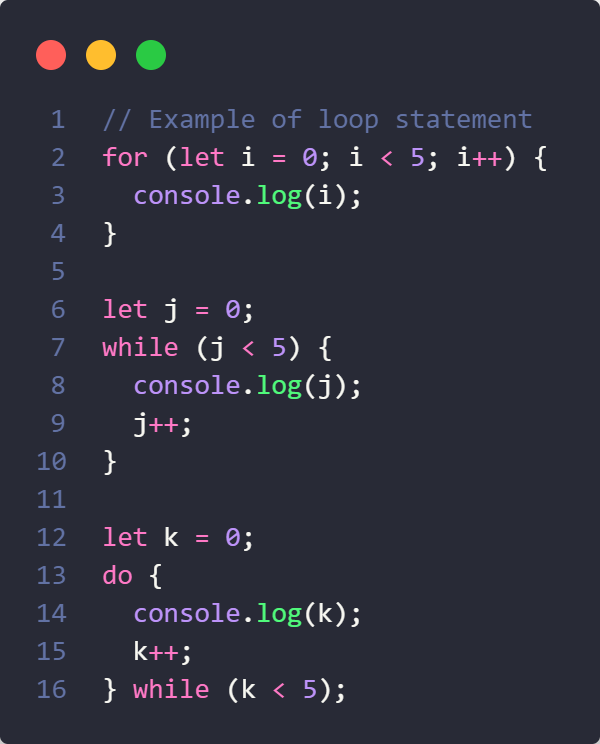 1 // Example of loop statement
2 for (let i = 0; i < 5; i++) {
3   console.log(i);
4 }
5
6 let j = 0;
7 while (j < 5) {
8   console.log(j);
9   j++;
10 }
11
12 let k = 0;
13 do {
14   console.log(k);
15   k++;
16 } while (k < 5);